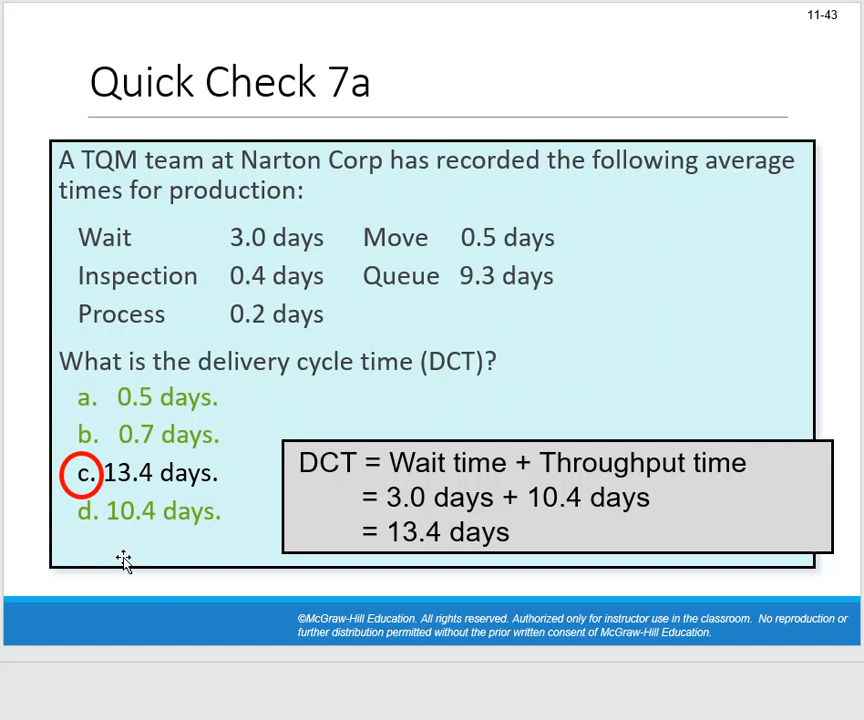 11-43
Quick Check 7a
A TQM team at Narton Corp has recorded the following average
times for production:
Wait 3.0 days Move 0.5 days
Inspection 0.4 days Queue 9.3 days
Process 0.2 days
What is the delivery cycle time (DCT)?
a. 0.5 days.
b. 0.7 days.
c. 13.4 days.
d. 10.4 days.
DCT = Wait time + Throughput time
= 3.0 days + 10.4 days
= 13.4 days
©McGraw-Hill Education. All rights reserved. Authorized only for instructor use in the classroom. No reproduction or
further distribution permitted without the prior written consent of McGraw-Hill Education.